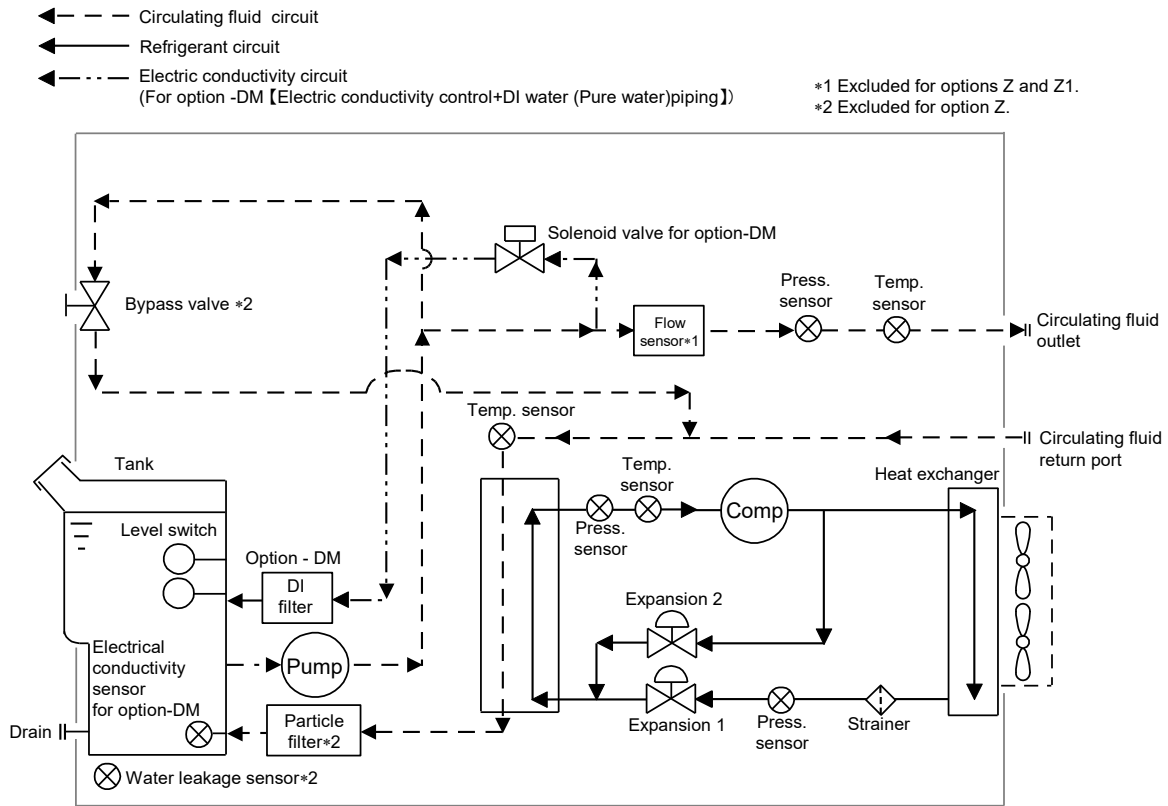 Circulating fluid circuit
Refrigerant circuit
Electric conductivity circuit
(For option -DM【Electric conductivity control+DI water (Pure water)piping】)
*1 Excluded for options Z and Z1.
*2 Excluded for option Z.
Solenoid valve for option-DM
Bypass valve *2
Press.
sensor
Temp.
sensor
Flow
sensor*1
Circulating fluid
outlet
Temp. sensor
Circulating fluid
return port
Tank
Temp.
sensor
Heat exchanger
Level switch
Press.
sensor
Comp
Option - DM
DI
filter
Expansion 2
Electrical
conductivity
sensor
for option-DM
Pump
Expansion 1
Press.
sensor
Strainer
Drain
Particle
filter*2
Water leakage sensor*2